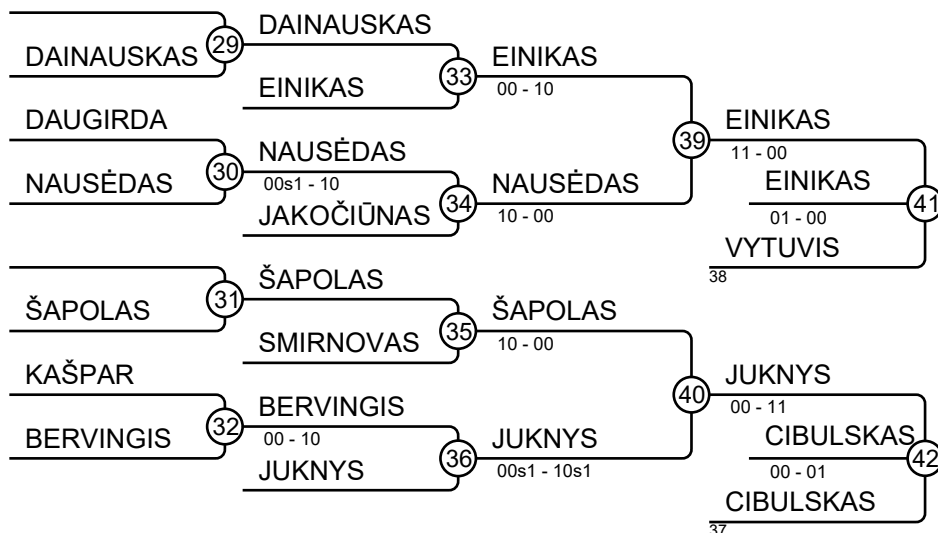 DAINAUSKAS
29
DAINAUSKAS
EINIKAS
33
EINIKAS
00 - 10
DAUGIRDA
NAUSĖDAS
30
NAUSĖDAS
00s1 - 10
JAKOČIŪNAS
34
NAUSĖDAS
10 - 00
39
EINIKAS
11 - 00
EINIKAS
01 - 00
41
VYTUVIS
38
ŠAPOLAS
31
ŠAPOLAS
SMIRNOVAS
35
ŠAPOLAS
10 - 00
KAŠPAR
BERVINGIS
32
BERVINGIS
00 - 10
JUKNYS
36
JUKNYS
00s1 - 10s1
40
JUKNYS
00 - 11
CIBULSKAS
00 - 01
42
CIBULSKAS
37